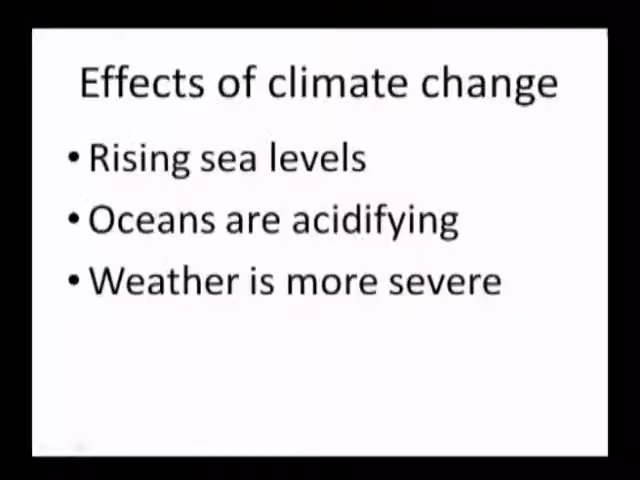 Effects of climate change
• Rising sea levels
• Oceans are acidifying
• Weather is more severe